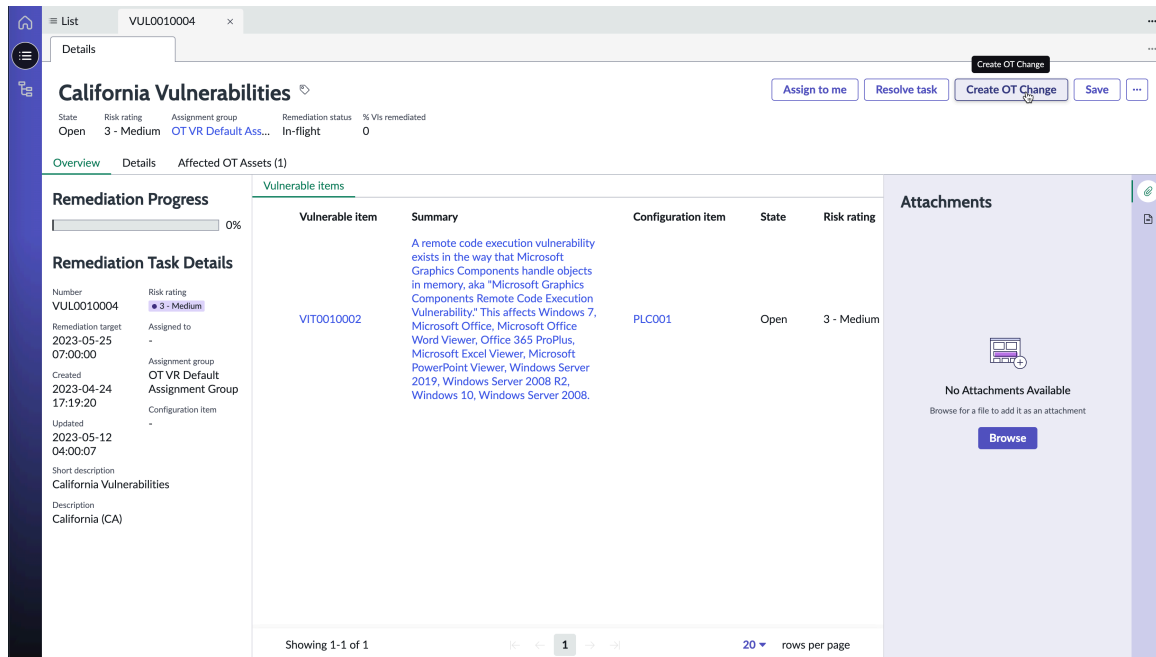 List
VUL0010004
Details
Create OT Change
California Vulnerabilities
Assign to me
Resolve task
Create OT Change
Save
State
Risk rating
Assignment group
Remediation status
% VIs remediated
Open
3 - Medium
OT VR Default Ass...
In-flight
0
Overview
Details
Affected OT Assets (1)
Remediation Progress
0%
Remediation Task Details
Number
VUL0010004
Risk rating
3 - Medium
Remediation target
2023-05-25
07:00:00
Assigned to
-
Created
2023-04-24
17:19:20
Assignment group
OT VR Default
Assignment Group
Updated
2023-05-12
04:00:07
Configuration item
-
Short description
California Vulnerabilities
Description
California (CA)
Vulnerable items
Vulnerable item
Summary
Configuration item
State
Risk rating
VIT0010002
A remote code execution vulnerability
exists in the way that Microsoft
Graphics Components handle objects
in memory, aka "Microsoft Graphics
Components Remote Code Execution
Vulnerability." This affects Windows 7,
Microsoft Office, Microsoft Office
Word Viewer, Office 365 ProPlus,
Microsoft Excel Viewer, Microsoft
PowerPoint Viewer, Windows Server
2019, Windows Server 2008 R2,
Windows 10, Windows Server 2008.
PLC001
Open
3 - Medium
Showing 1-1 of 1
1
20
rows per page
Attachments
No Attachments Available
Browse for a file to add it as an attachment
Browse